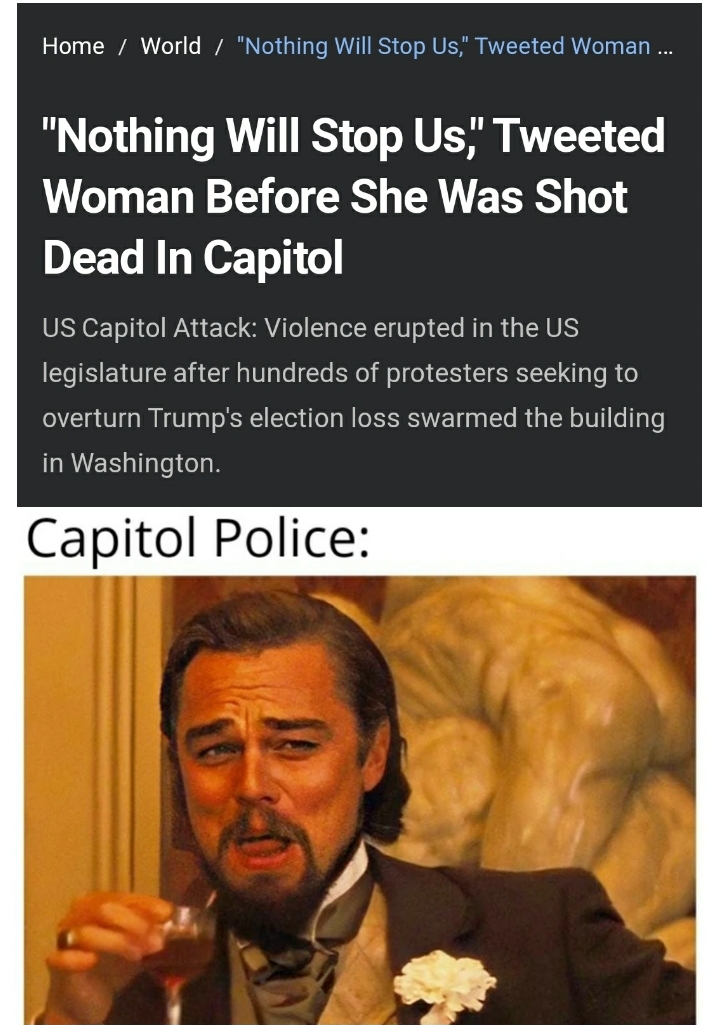 Home / World / "Nothing Will Stop Us," Tweeted Woman ...
"Nothing Will Stop Us," Tweeted
Woman Before She Was Shot
Dead In Capitol
US Capitol Attack: Violence erupted in the US
legislature after hundreds of protesters seeking to
overturn Trump's election loss swarmed the building
in Washington.
Capitol Police: